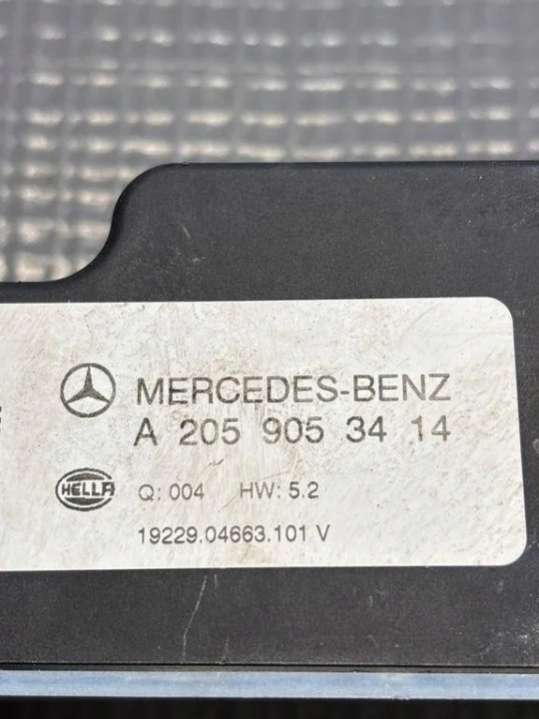 MERCEDES-BENZ
A 205 905 34 14
HELLA Q: 004 HW: 5.2
19229.04663.101 V